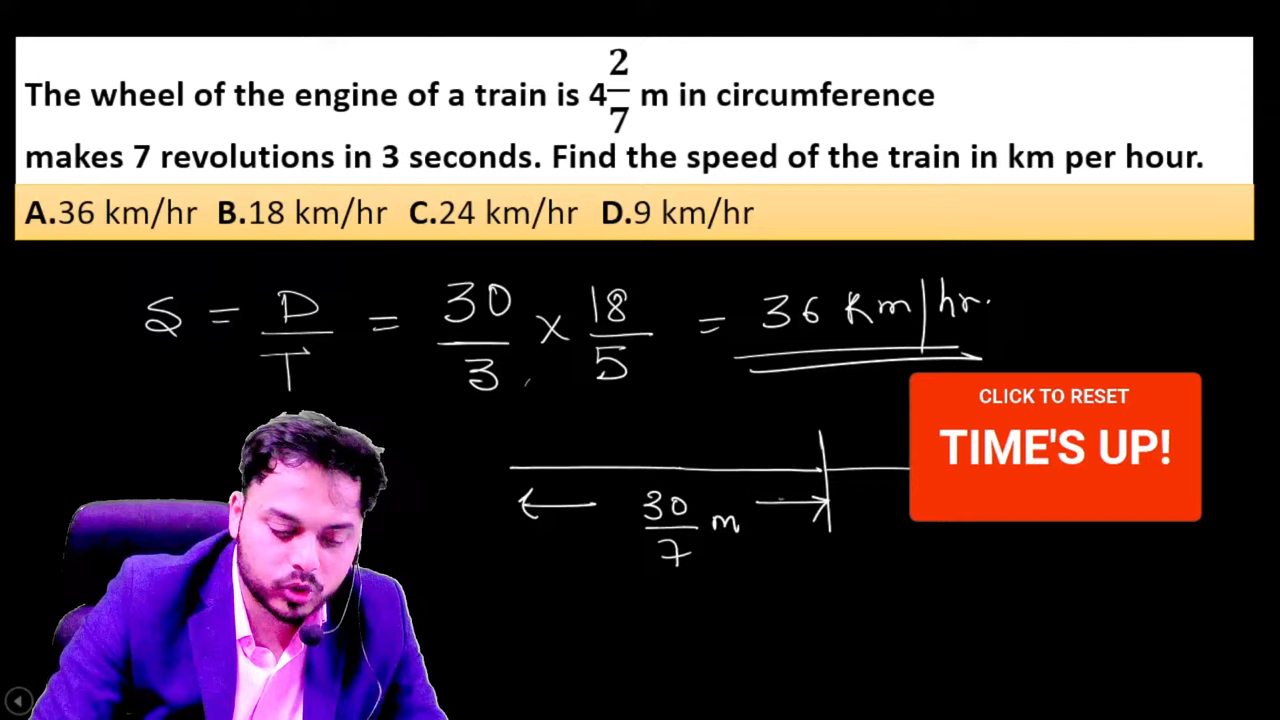 The wheel of the engine of a train is 4 2/7 m in circumference
makes 7 revolutions in 3 seconds. Find the speed of the train in km per hour.
A.36 km/hr B.18 km/hr C.24 km/hr D.9 km/hr
S = D/T = 30/3 × 18/5 = 36 Km/hr.
CLICK TO RESET
TIME'S UP!
30/7 m